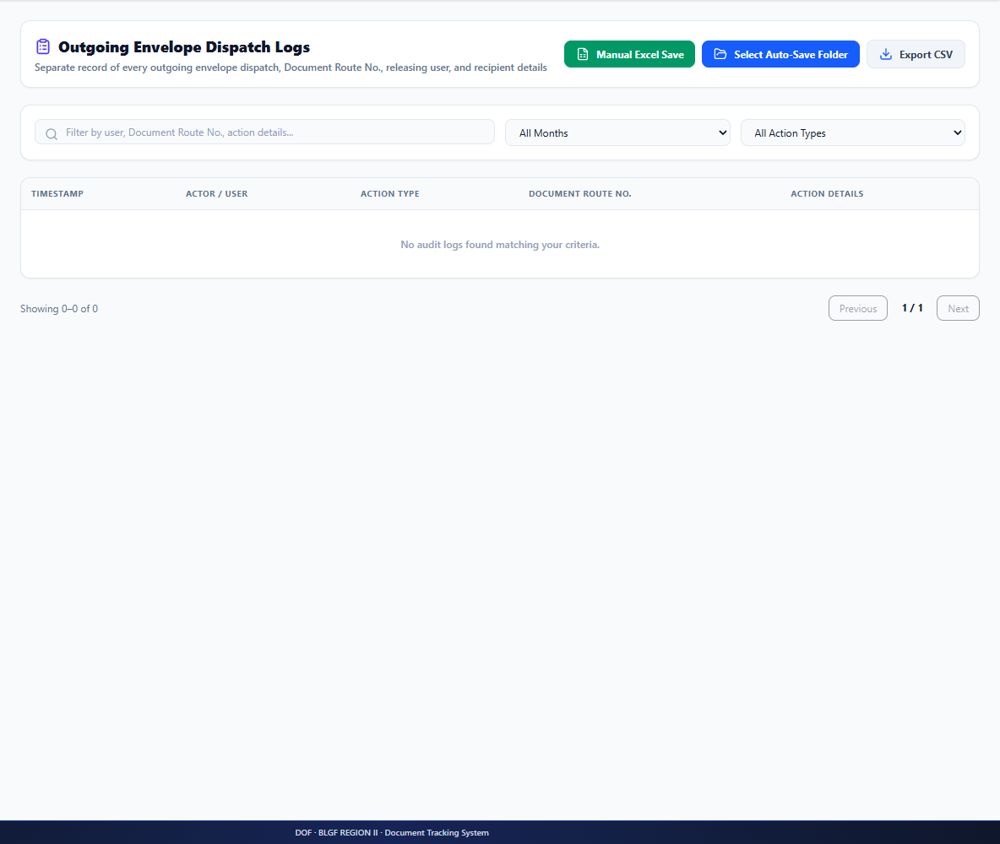 Outgoing Envelope Dispatch Logs
Separate record of every outgoing envelope dispatch, Document Route No., releasing user, and recipient details
Manual Excel Save
Select Auto-Save Folder
Export CSV
Filter by user, Document Route No., action details...
All Months
All Action Types
TIMESTAMP
ACTOR / USER
ACTION TYPE
DOCUMENT ROUTE NO.
ACTION DETAILS
No audit logs found matching your criteria.
Showing 0–0 of 0
Previous
1 / 1
Next
DOF · BLGF REGION II · Document Tracking System